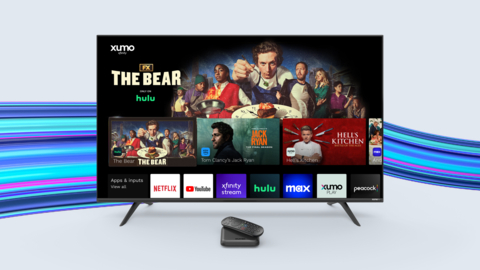 xumo
FX
THE BEAR
ONLY ON
hulu
THE BEAR
The Bear
JACK
RYAN
Tom Clancy's Jack Ryan
HELL'S
KITCHEN
Hell's Kitchen
Apps & Inputs
View all
NETFLIX
YouTube
xfinity
stream
hulu
max
xumo
PLAY
peacock